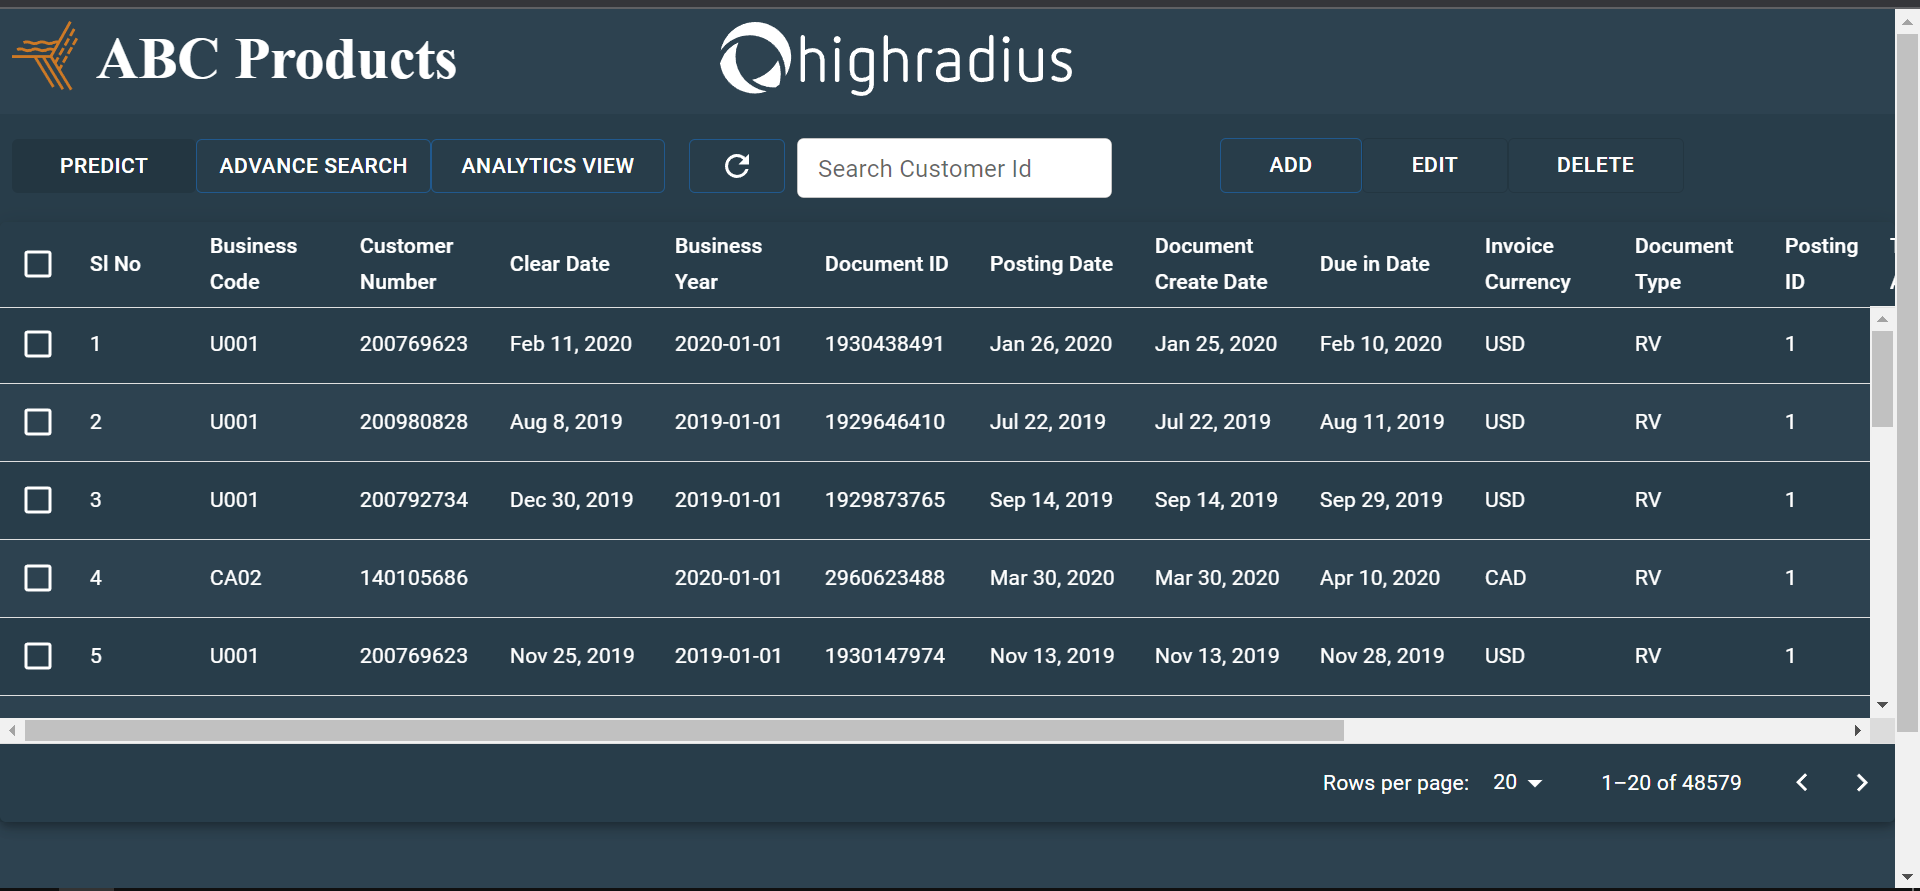 ABC Products
highradius
PREDICT ADVANCE SEARCH ANALYTICS VIEW Search Customer Id ADD EDIT DELETE
Sl No Business Code Customer Number Clear Date Business Year Document ID Posting Date Document Create Date Due in Date Invoice Currency Document Type Posting ID
1 U001 200769623 Feb 11, 2020 2020-01-01 1930438491 Jan 26, 2020 Jan 25, 2020 Feb 10, 2020 USD RV 1
2 U001 200980828 Aug 8, 2019 2019-01-01 1929646410 Jul 22, 2019 Jul 22, 2019 Aug 11, 2019 USD RV 1
3 U001 200792734 Dec 30, 2019 2019-01-01 1929873765 Sep 14, 2019 Sep 14, 2019 Sep 29, 2019 USD RV 1
4 CA02 140105686 2020-01-01 2960623488 Mar 30, 2020 Mar 30, 2020 Apr 10, 2020 CAD RV 1
5 U001 200769623 Nov 25, 2019 2019-01-01 1930147974 Nov 13, 2019 Nov 13, 2019 Nov 28, 2019 USD RV 1
Rows per page: 20 1–20 of 48579